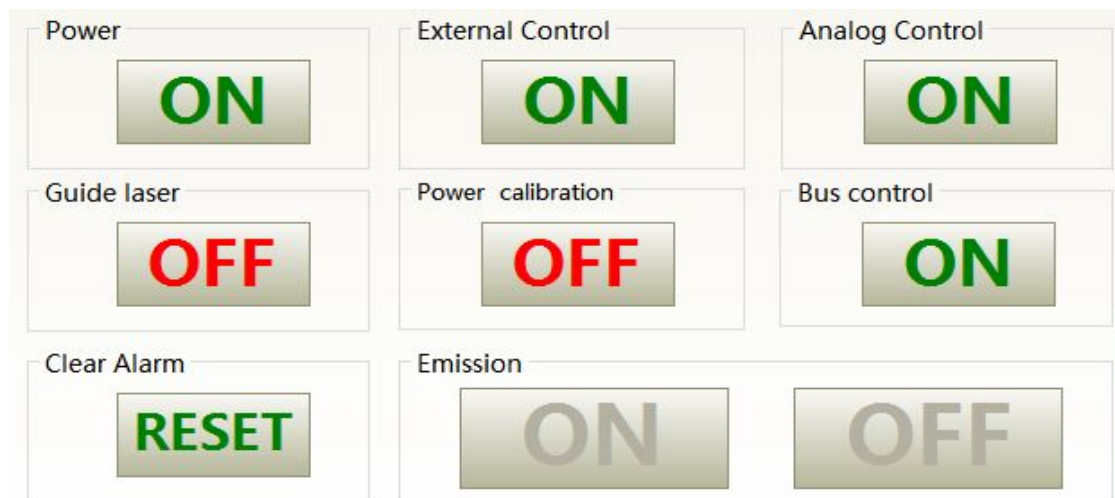 Power External Control Analog Control
ON ON ON
Guide laser Power calibration Bus control
OFF OFF ON
Clear Alarm Emission
RESET ON OFF